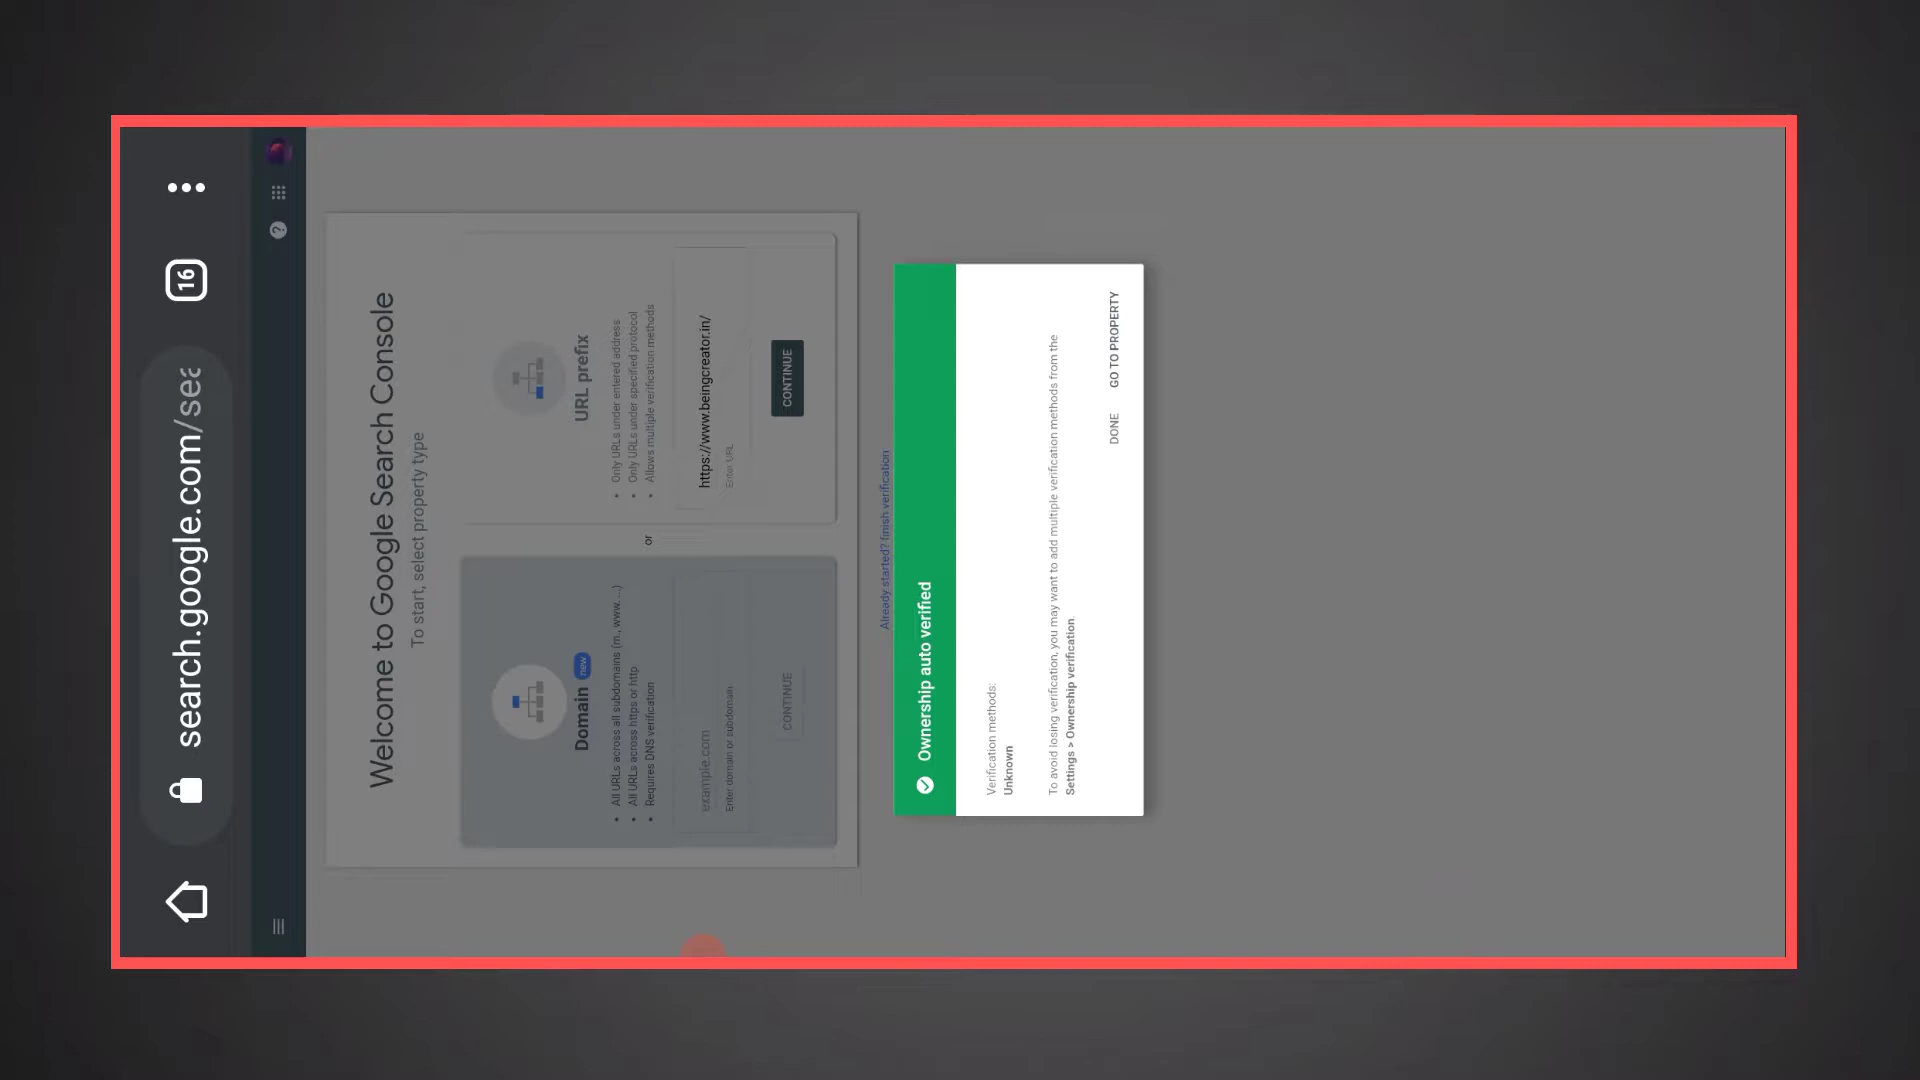 search.google.com/sec
16
?
Welcome to Google Search Console
To start, select property type
Domain new
• All URLs across all subdomains (m., www. ...)
• All URLs across https or http
• Requires DNS verification
example.com
Enter domain or subdomain
CONTINUE
or
URL prefix
• Only URLs under entered address
• Only URLs under specified protocol
• Allows multiple verification methods
https://www.beingcreator.in/
Enter URL
CONTINUE
Already started? finish verification
Ownership auto verified
Verification methods:
Unknown
To avoid losing verification, you may want to add multiple verification methods from the
Settings > Ownership verification.
DONE GO TO PROPERTY